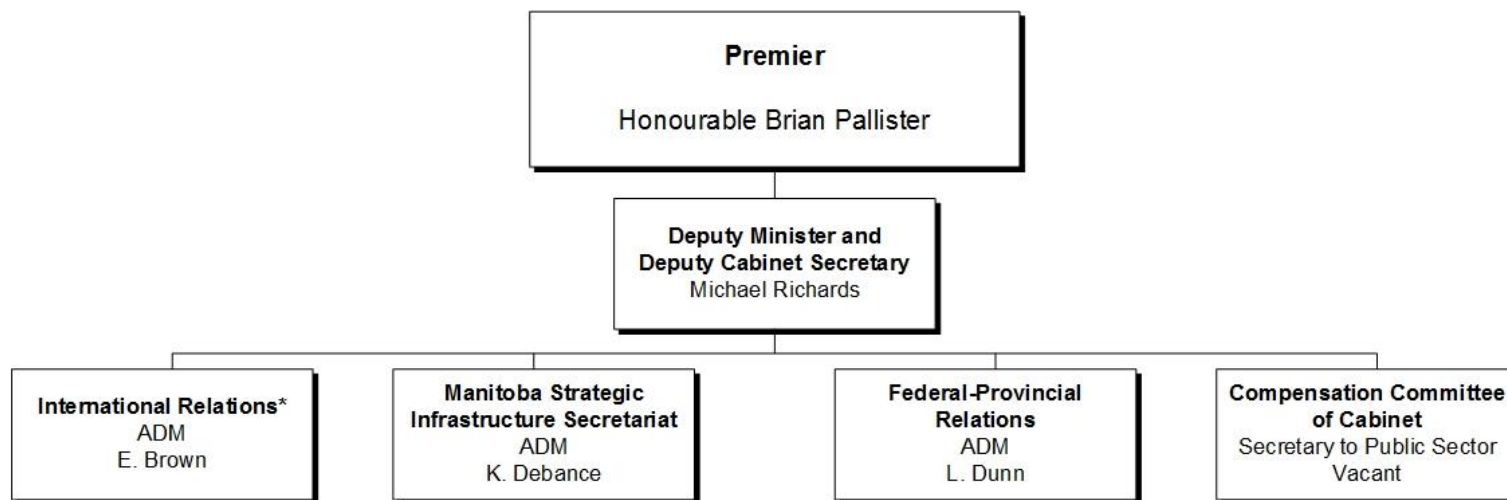 Premier
Honourable Brian Pallister
Deputy Minister and
Deputy Cabinet Secretary
Michael Richards
International Relations*
ADM
E. Brown
Manitoba Strategic
Infrastructure Secretariat
ADM
K. Debance
Federal-Provincial
Relations
ADM
L. Dunn
Compensation Committee
of Cabinet
Secretary to Public Sector
Vacant